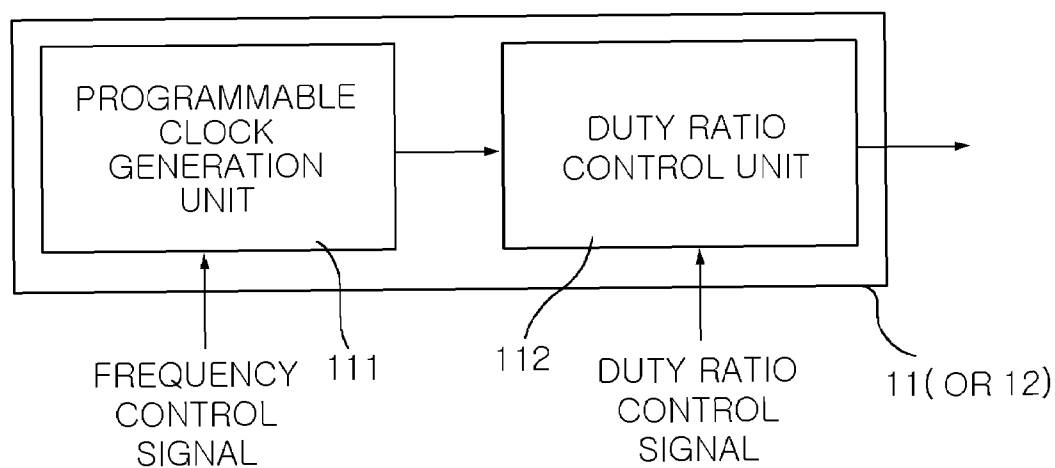 PROGRAMMABLE
CLOCK
GENERATION
UNIT
DUTY RATIO
CONTROL UNIT
111
112
FREQUENCY
CONTROL
SIGNAL
DUTY RATIO
CONTROL
SIGNAL
11( OR 12)